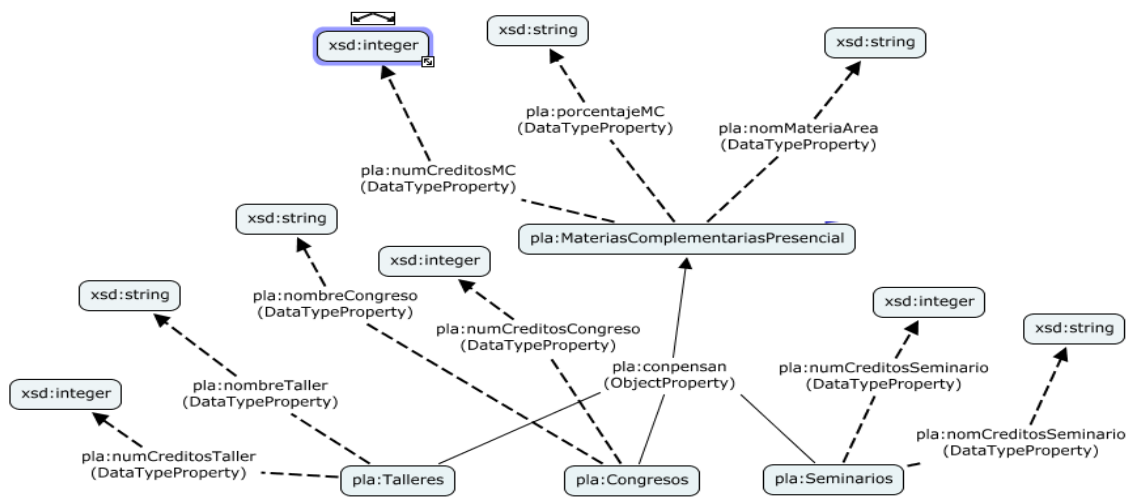 xsd:integer
xsd:string
xsd:string
pla:porcentajeMC
(DataTypeProperty)
pla:nomMateriaArea
(DataTypeProperty)
pla:numCreditosMC
(DataTypeProperty)
xsd:string
pla:MateriasComplementariasPresencial
xsd:integer
xsd:string
pla:nombreCongreso
(DataTypeProperty)
xsd:integer
pla:numCreditosCongreso
(DataTypeProperty)
xsd:string
pla:conpensan
(ObjectProperty)
pla:numCreditosSeminario
(DataTypeProperty)
xsd:integer
pla:nombreTaller
(DataTypeProperty)
pla:nomCreditosSeminario
(DataTypeProperty)
pla:numCreditosTaller
(DataTypeProperty)
pla:Talleres
pla:Congresos
pla:Seminarios